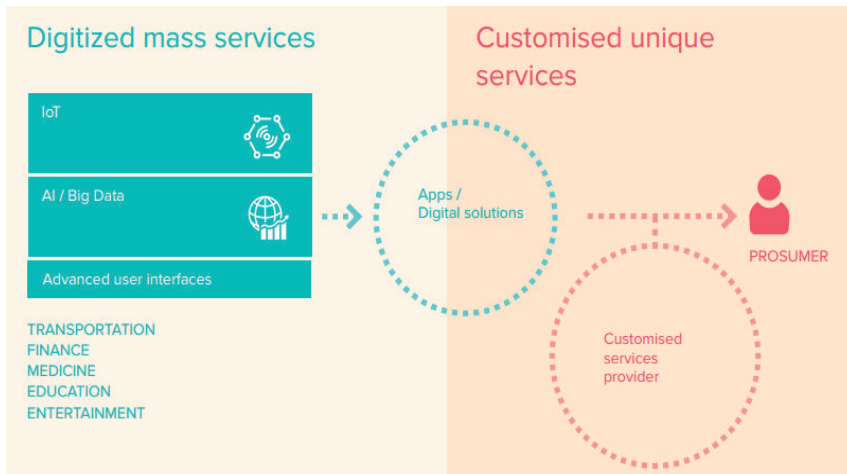 Digitized mass services
IoT
AI / Big Data
Advanced user interfaces
TRANSPORTATION
FINANCE
MEDICINE
EDUCATION
ENTERTAINMENT
Apps /
Digital solutions
Customised unique
services
PROSUMER
Customised
services
provider